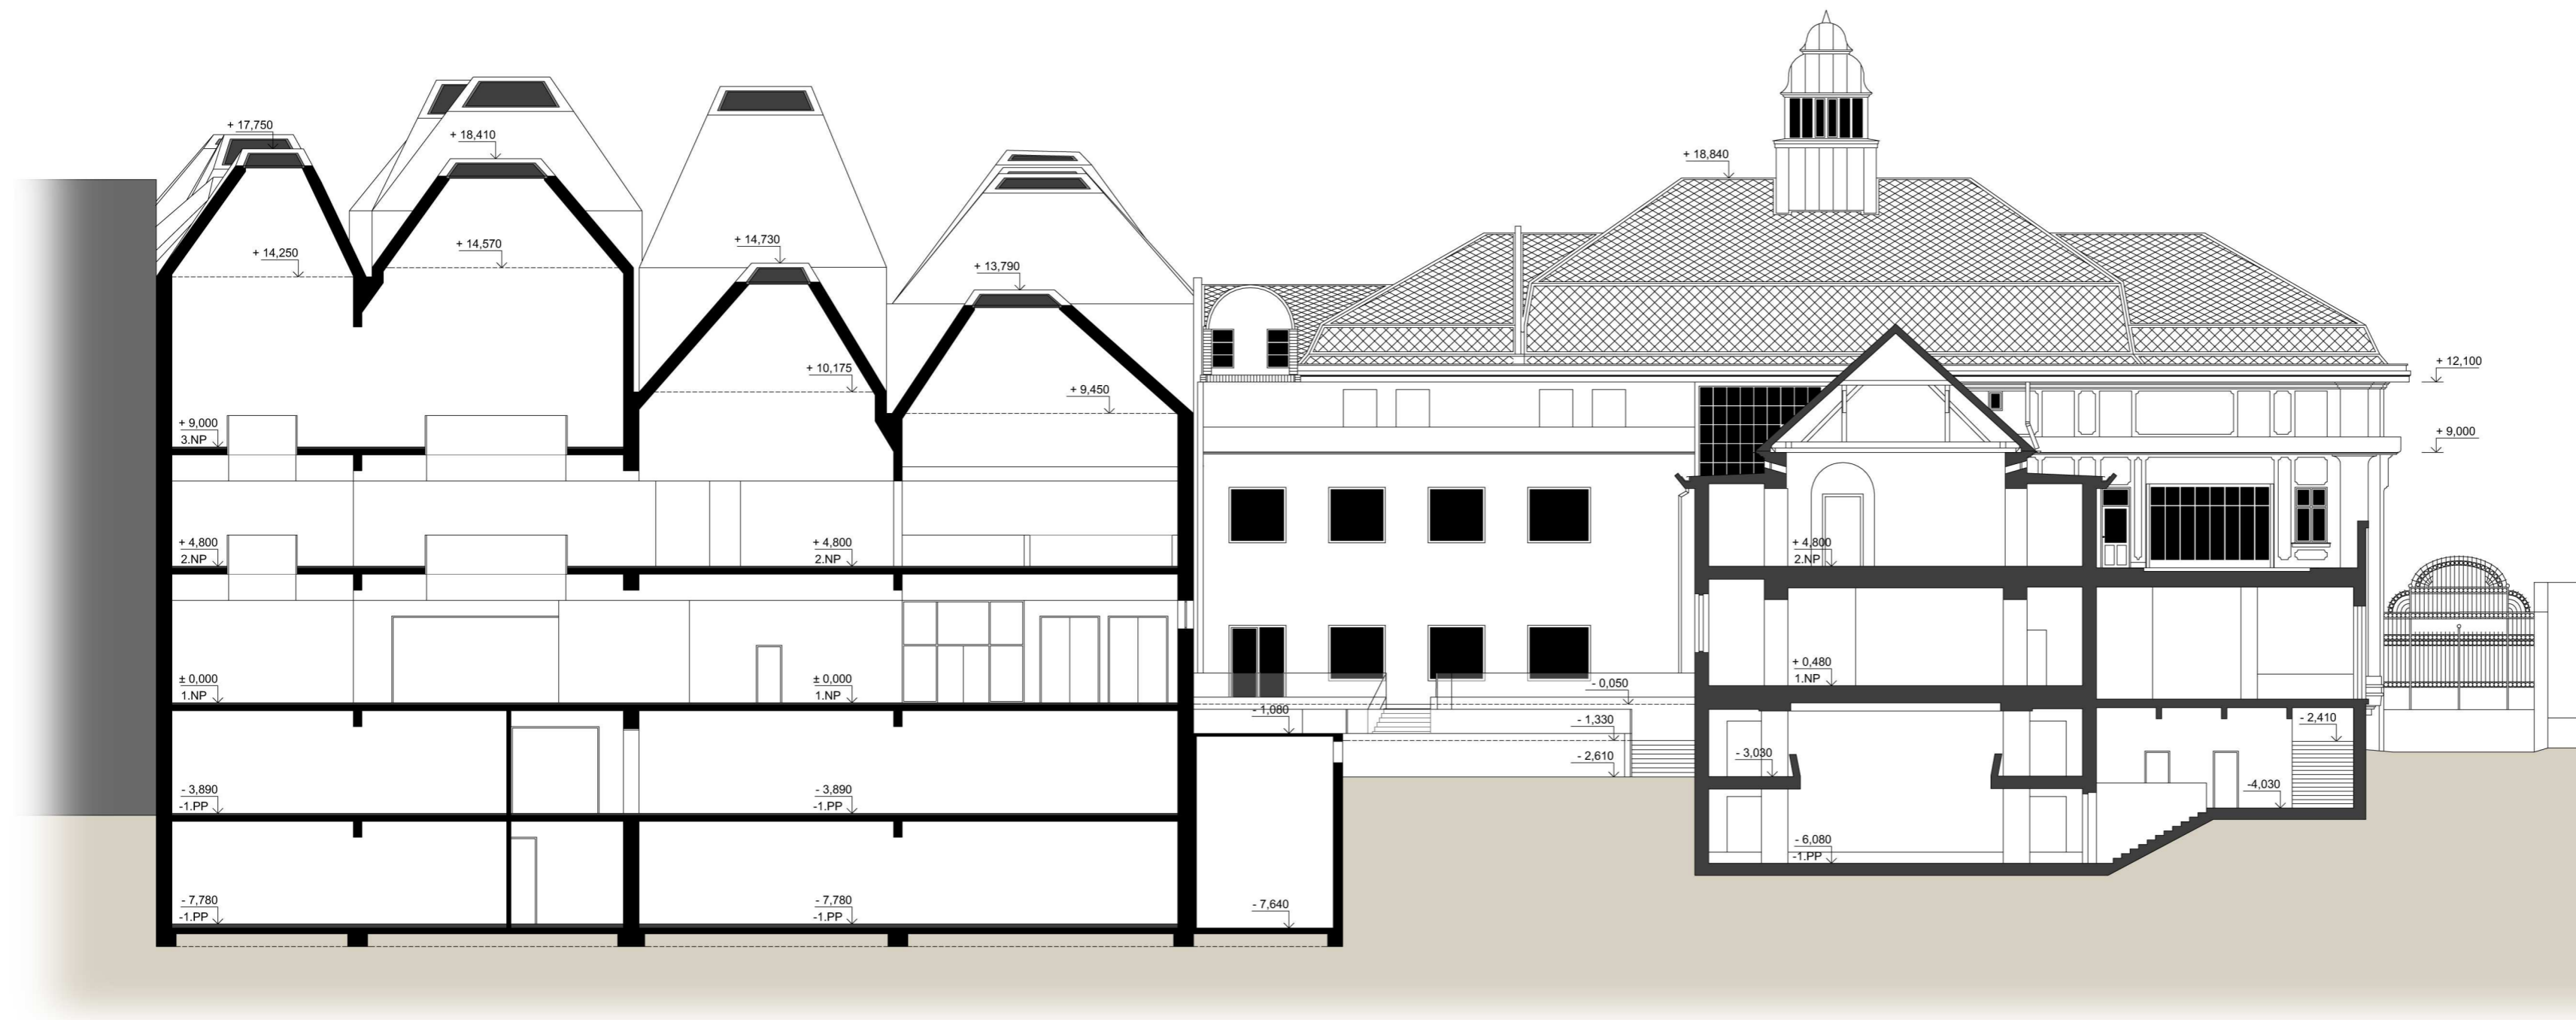 + 17,750
+ 18,410
+ 18,840
+ 14,250
+ 14,570
+ 14,730
+ 13,790
+ 10,175
+ 9,450
+ 12,100
+ 9,000
3.NP
+ 9,000
+ 4,800
2.NP
+ 4,800
2.NP
+ 4,800
2.NP
± 0,000
1.NP
± 0,000
1.NP
+ 0,480
1.NP
- 0,050
- 1,080
- 1,330
- 2,410
- 2,610
- 3,030
- 3,890
-1.PP
- 3,890
-1.PP
-4,030
- 6,080
-1.PP
- 7,780
-1.PP
- 7,780
-1.PP
- 7,640